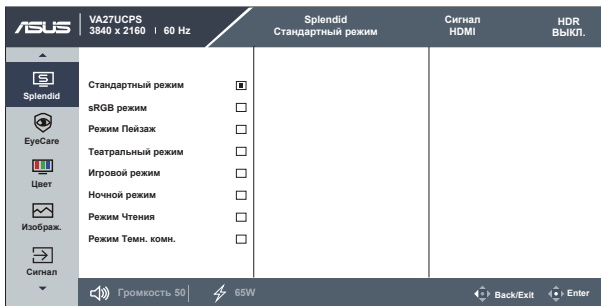 ASUS
VA27UCPS
3840 x 2160 | 60 Hz
Splendid
Стандартный режим
Сигнал
HDMI
HDR
ВЫКЛ.
Splendid
EyeCare
Цвет
Изображ.
Сигнал
Стандартный режим
sRGB режим
Режим Пейзаж
Театральный режим
Игровой режим
Ночной режим
Режим Чтения
Режим Темн. комн.
Громкость 50
65W
Back/Exit
Enter